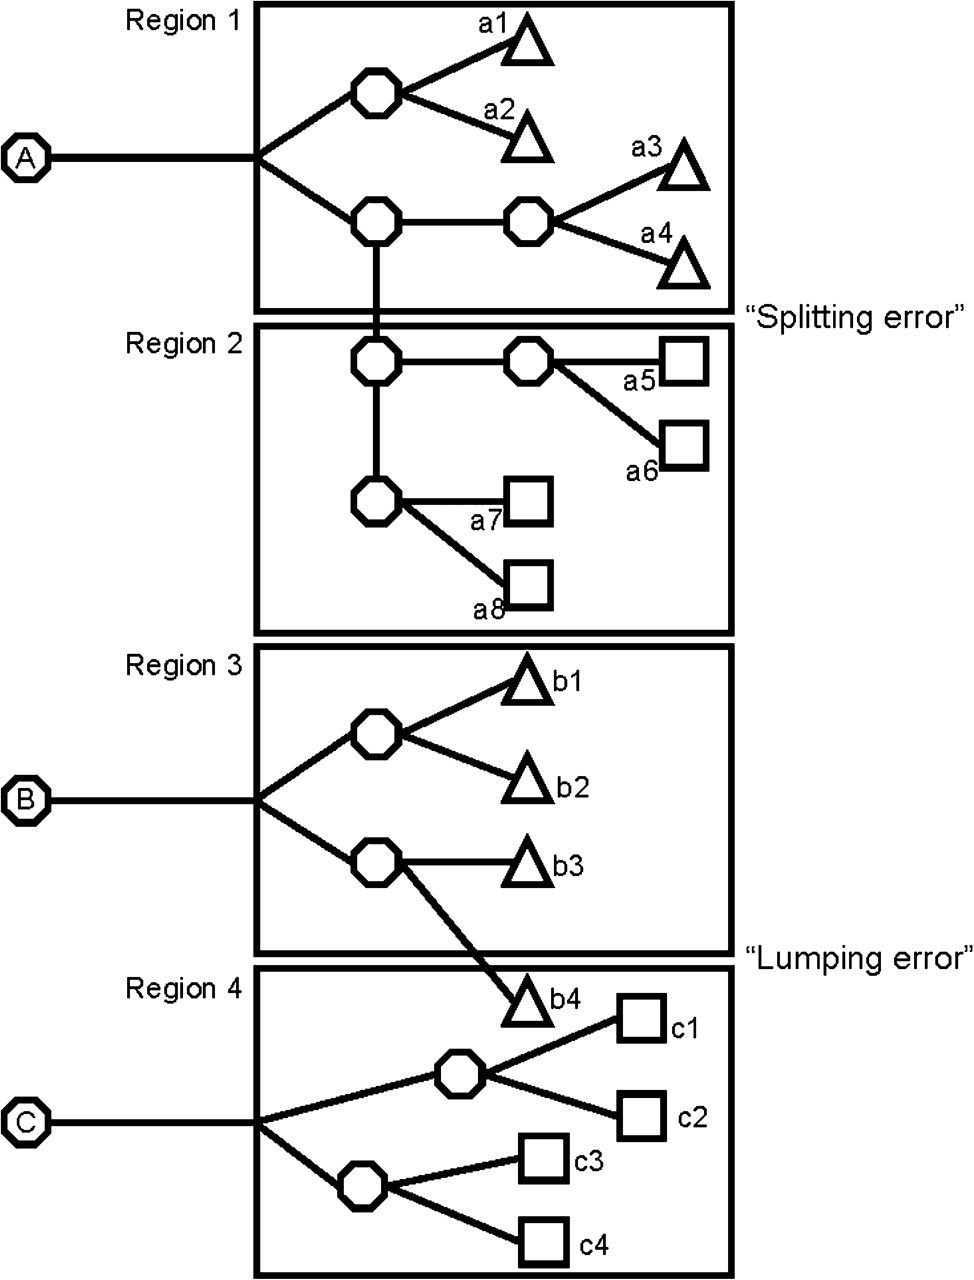 Region 1
a1
a2
A
a3
a4
“Splitting error”
Region 2
a5
a6
a7
a8
Region 3
b1
b2
B
b3
“Lumping error”
Region 4
b4
c1
c2
C
c3
c4